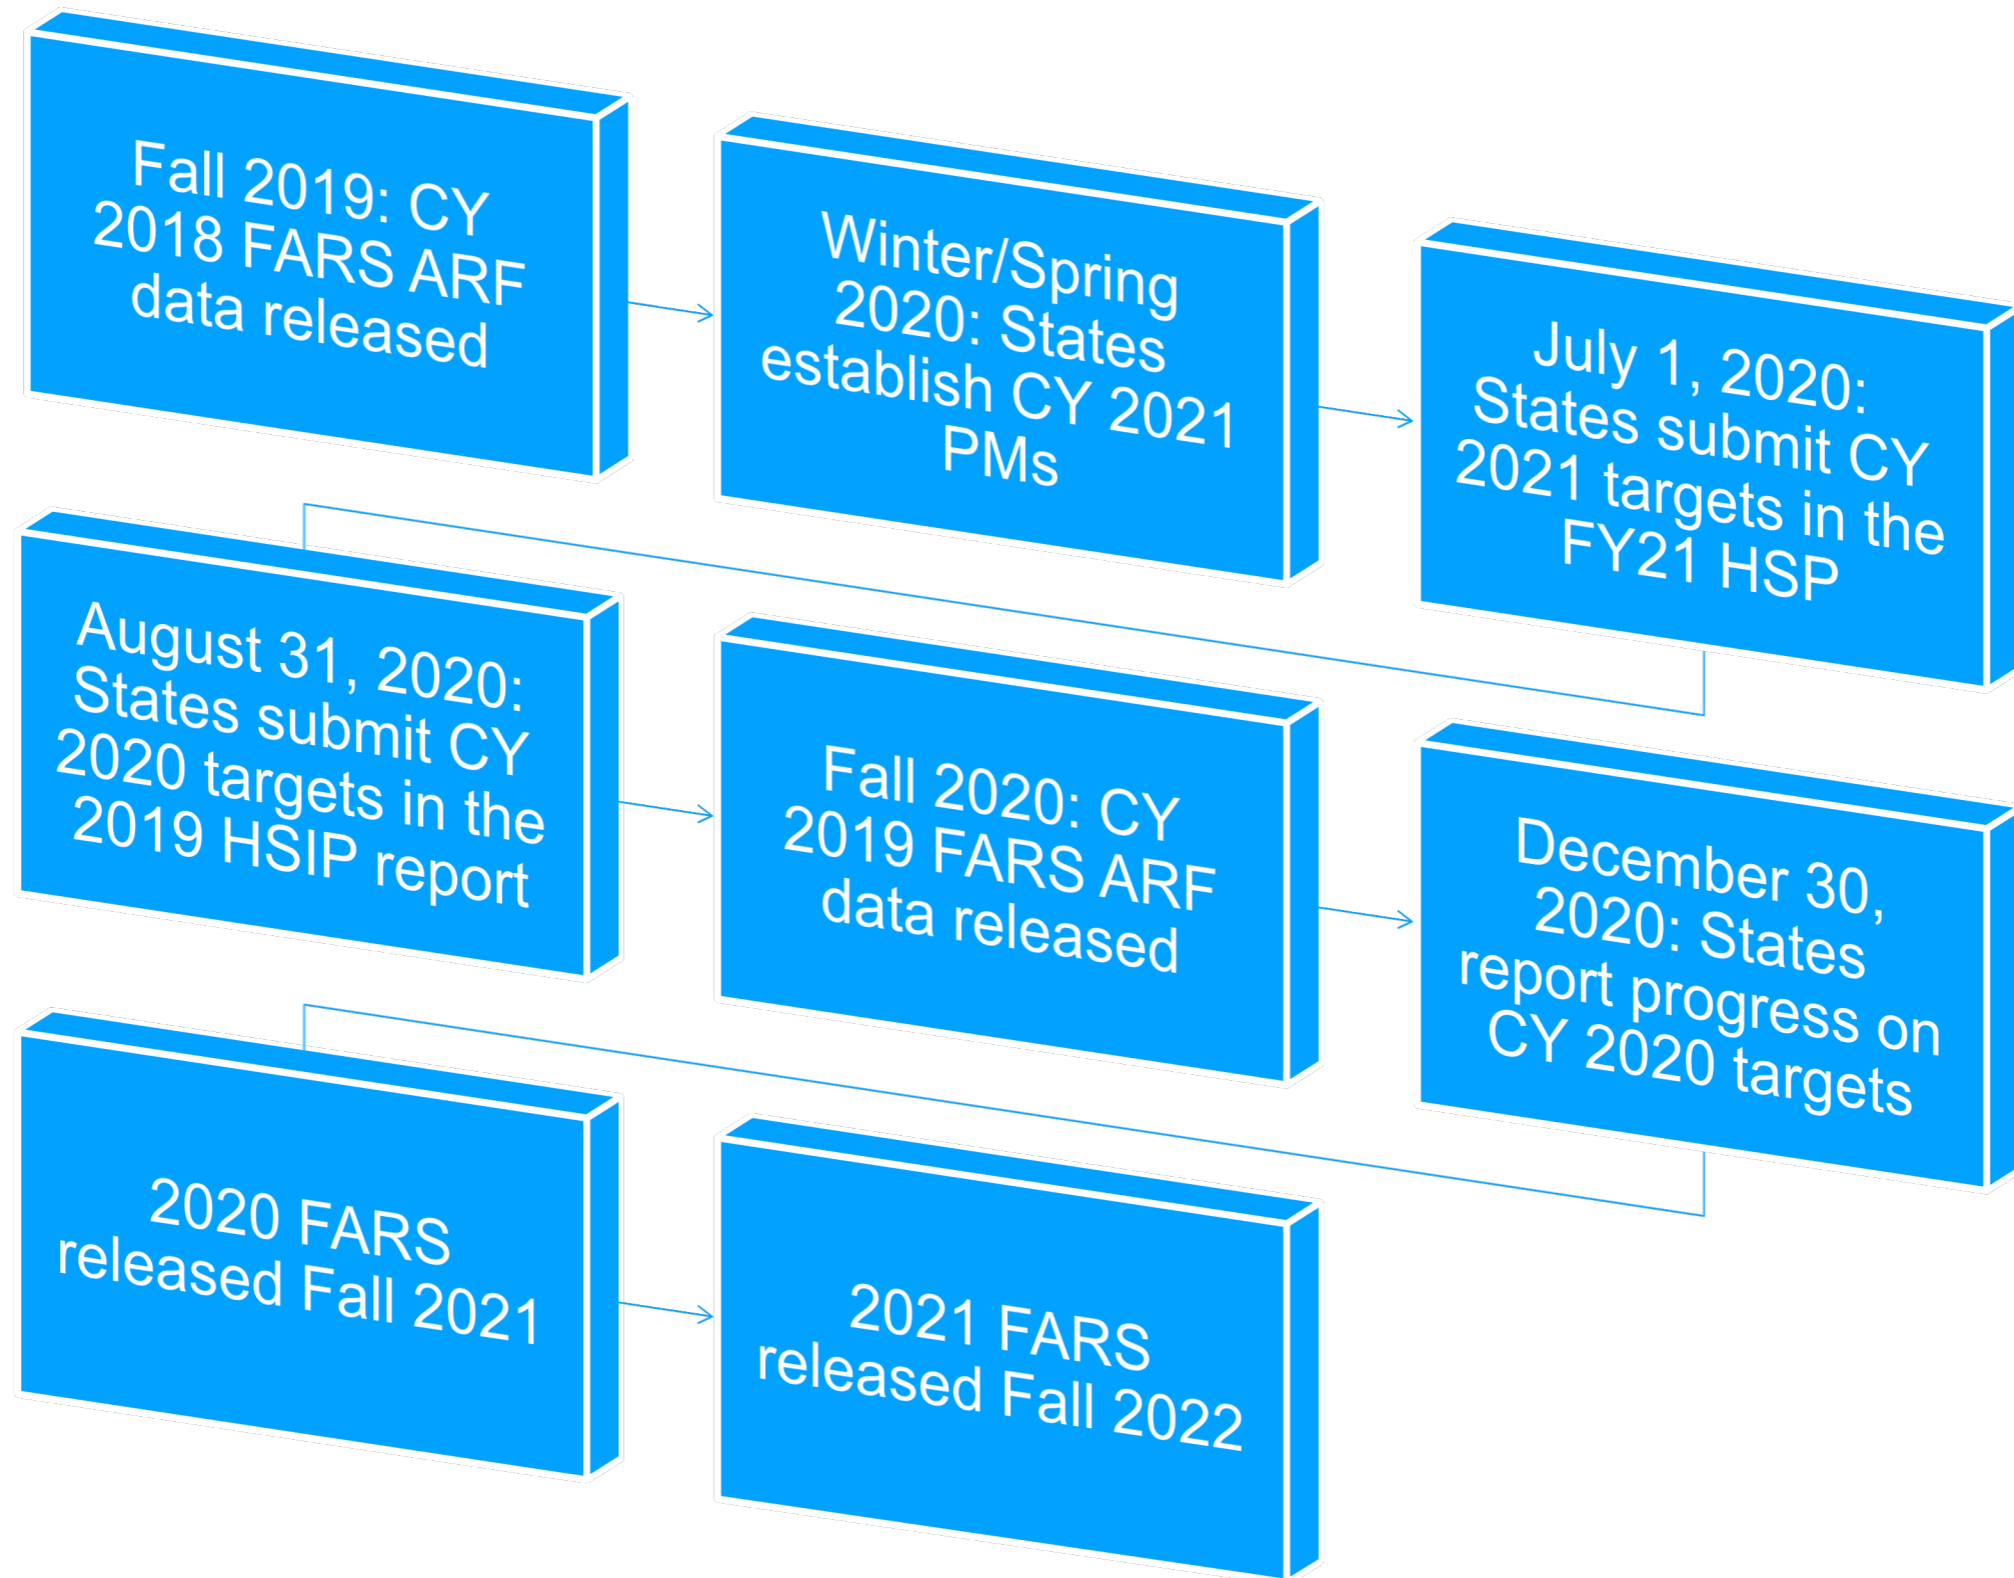 Fall 2019: CY
2018 FARS ARF
data released
Winter/Spring
2020: States
establish CY 2021
PMs
July 1, 2020:
States submit CY
2021 targets in the
FY21 HSP
August 31, 2020:
States submit CY
2020 targets in the
2019 HSIP report
Fall 2020: CY
2019 FARS ARF
data released
December 30,
2020: States
report progress on
CY 2020 targets
2020 FARS
released Fall 2021
2021 FARS
released Fall 2022